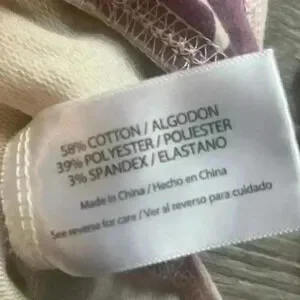 58% COTTON / ALGODON
39% POLYESTER / POLIESTER
3% SPANDEX / ELASTANO
Made in China / Hecho en China
See reverse for care / Ver al reverso para cuidado